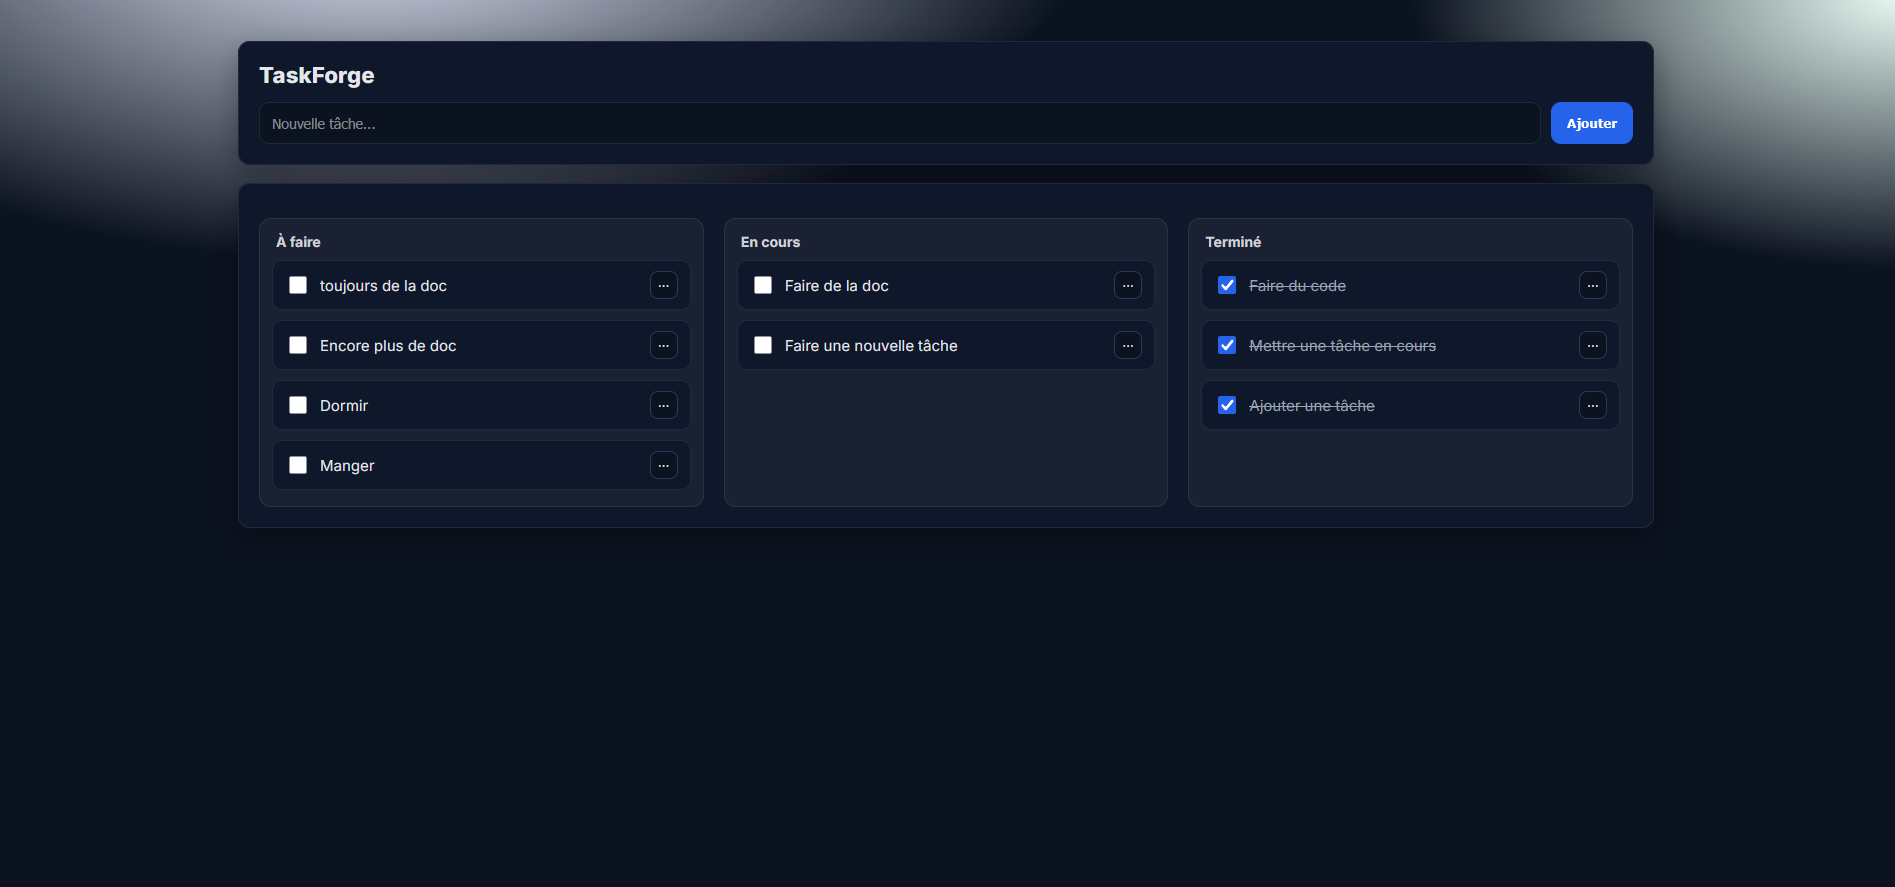 TaskForge
Nouvelle tâche...
Ajouter
À faire
toujours de la doc
...
Encore plus de doc
...
Dormir
...
Manger
...
En cours
Faire de la doc
...
Faire une nouvelle tâche
...
Terminé
Faire du code
...
Mettre une tâche en cours
...
Ajouter une tâche
...